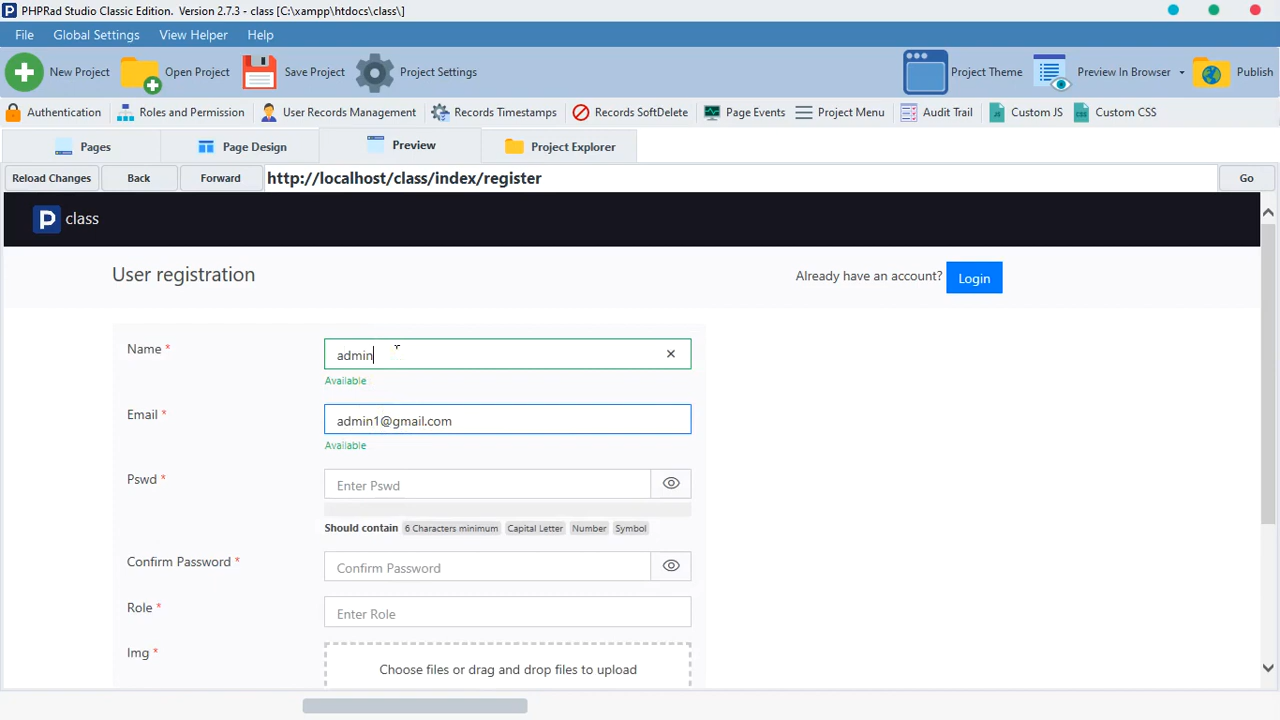 PHPRad Studio Classic Edition. Version 2.7.3 - class [C:\xampp\htdocs\class\]
File Global Settings View Helper Help
New Project Open Project Save Project Project Settings Project Theme Preview In Browser Publish
Authentication Roles and Permission User Records Management Records Timestamps Records SoftDelete Page Events Project Menu Audit Trail Custom JS Custom CSS
Pages Page Design Preview Project Explorer
Reload Changes Back Forward http://localhost/class/index/register Go
P class
User registration Already have an account? Login
Name * admin
Available
Email * admin1@gmail.com
Available
Pswd * Enter Pswd
Should contain 6 Characters minimum Capital Letter Number Symbol
Confirm Password * Confirm Password
Role * Enter Role
Img * Choose files or drag and drop files to upload